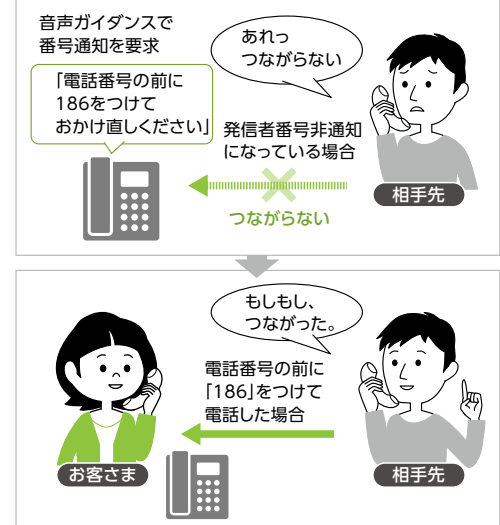 音声ガイダンスで
番号通知を要求
「電話番号の前に
186をつけて
おかけ直しください」
あれっ
つながらない
発信者番号非通知
になっている場合
つながらない
相手先
もしもし、
つながった。
電話番号の前に
「186」をつけて
電話した場合
お客さま
相手先